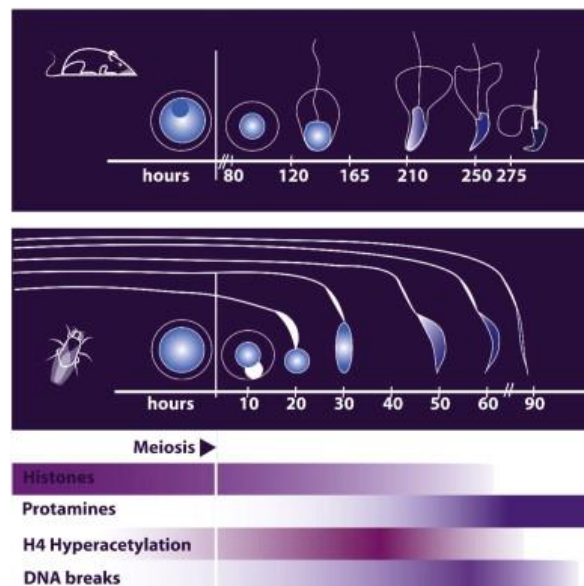 hours 80 120 165 210 250 275
hours 10 20 30 40 50 60 90
Meiosis
Histones
Protamines
H4 Hyperacetylation
DNA breaks